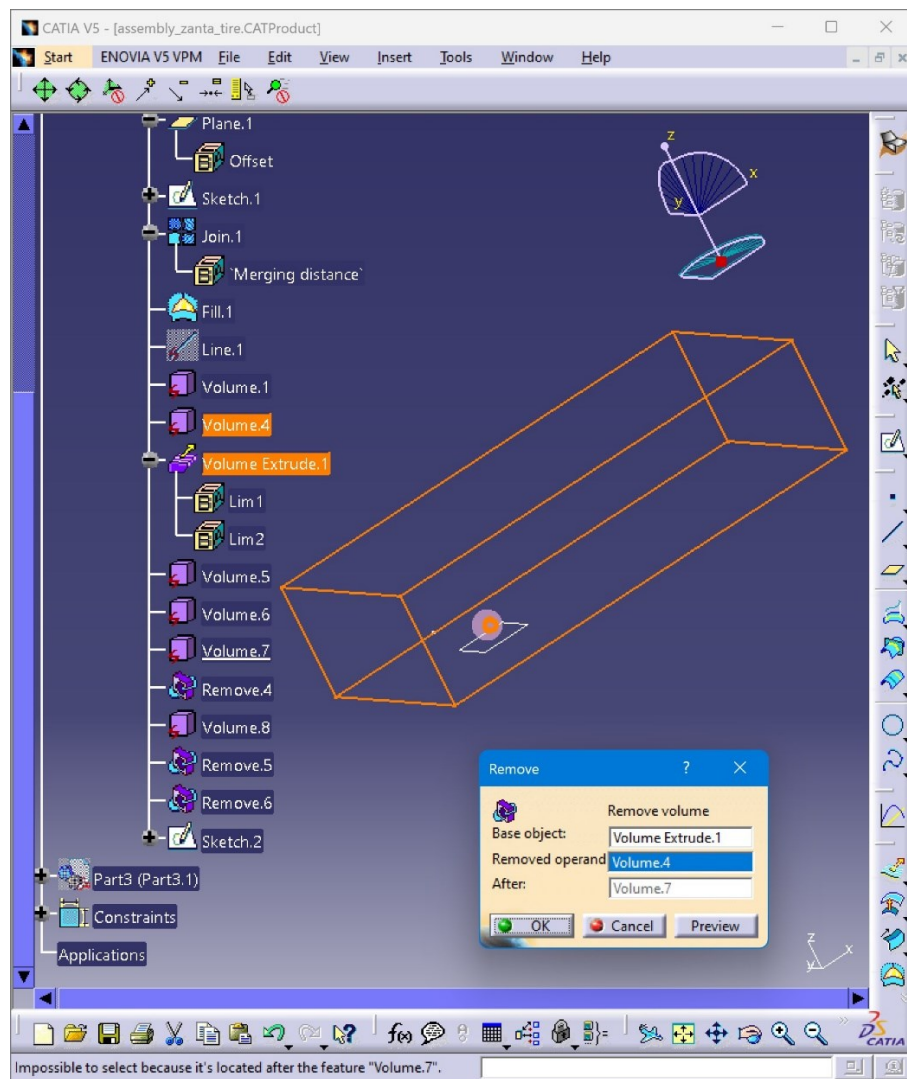 CATIA V5 - [assembly_zanta_tire.CATProduct]
Start ENOVIA V5 VPM File Edit View Insert Tools Window Help
Plane.1
Offset
Sketch.1
Join.1
`Merging distance`
Fill.1
Line.1
Volume.1
Volume.4
Volume Extrude.1
Lim1
Lim2
Volume.5
Volume.6
Volume.7
Remove.4
Volume.8
Remove.5
Remove.6
Sketch.2
Part3 (Part3.1)
Constraints
Applications
z
x
y
Remove ?
Remove volume
Base object: Volume Extrude.1
Removed operand Volume.4
After: Volume.7
OK Cancel Preview
z
x
y
f(x)
DS
CATIA
Impossible to select because it's located after the feature "Volume.7".